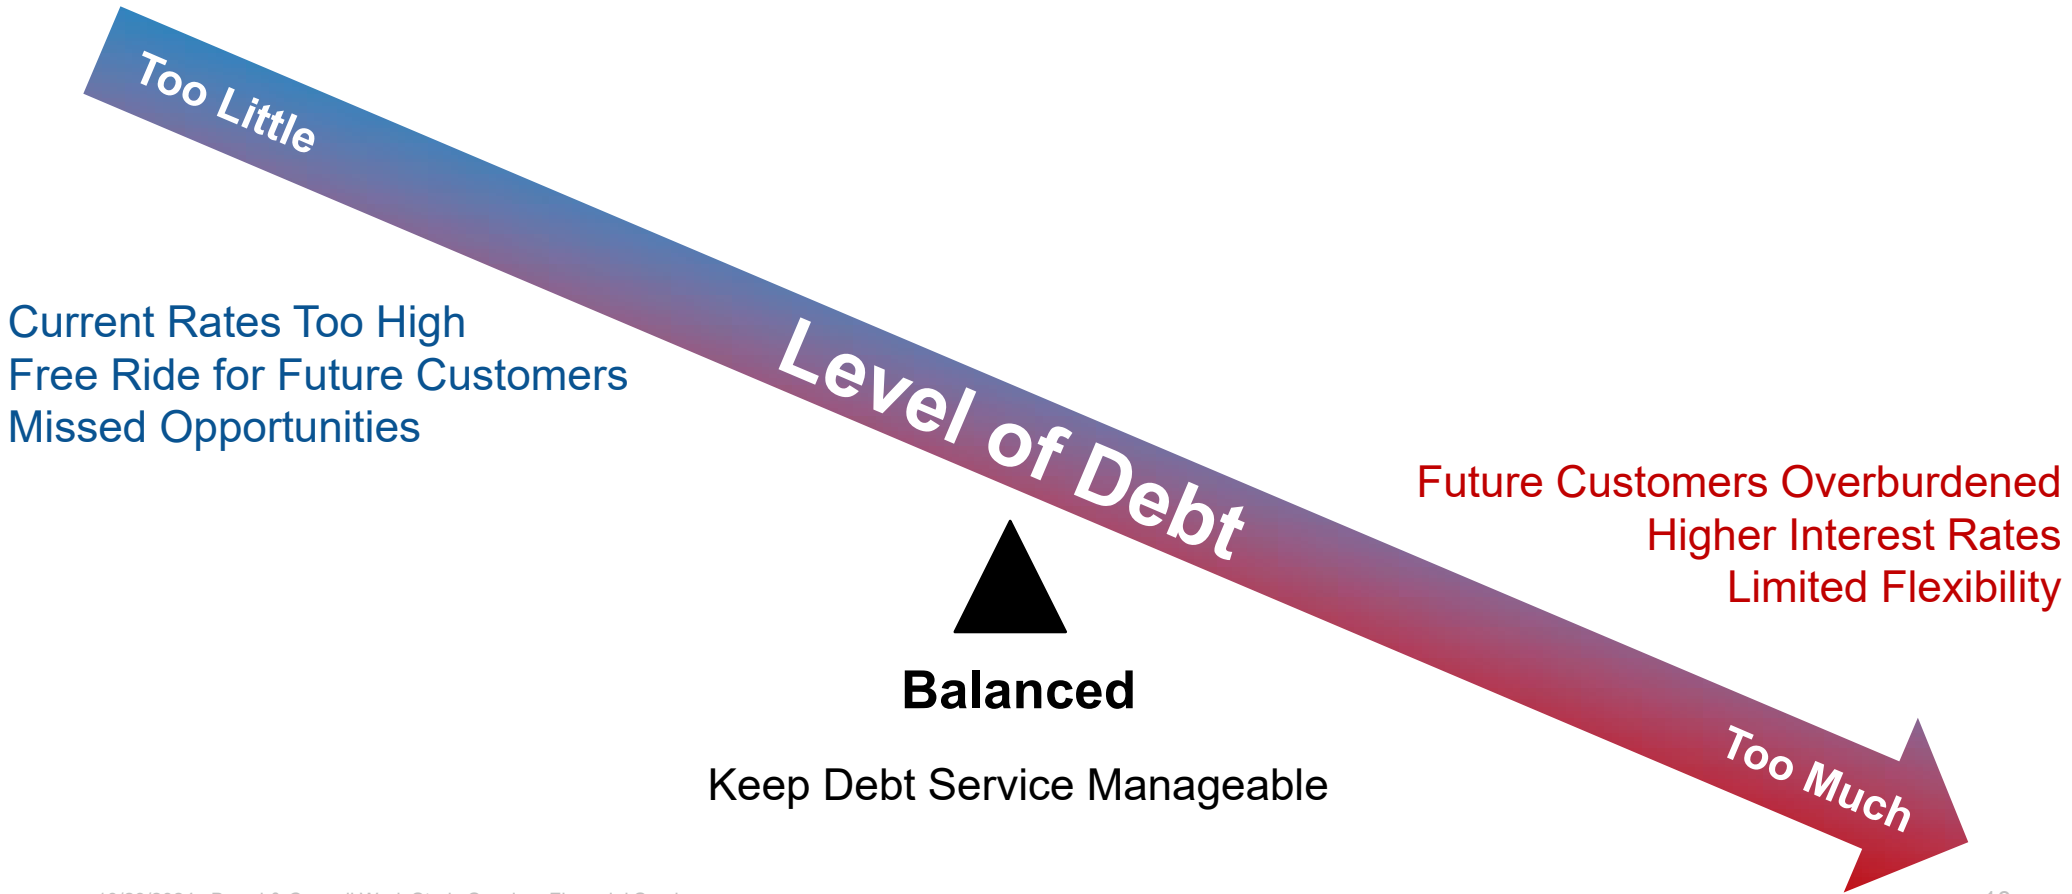 Too Little
Current Rates Too High
Free Ride for Future Customers
Missed Opportunities
Level of Debt
Future Customers Overburdened
Higher Interest Rates
Limited Flexibility
Balanced
Keep Debt Service Manageable
Too Much